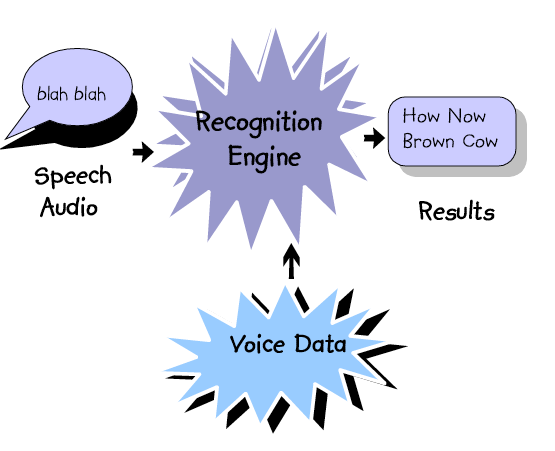 blah blah
Speech
Audio
Recognition
Engine
How Now
Brown Cow
Results
Voice Data